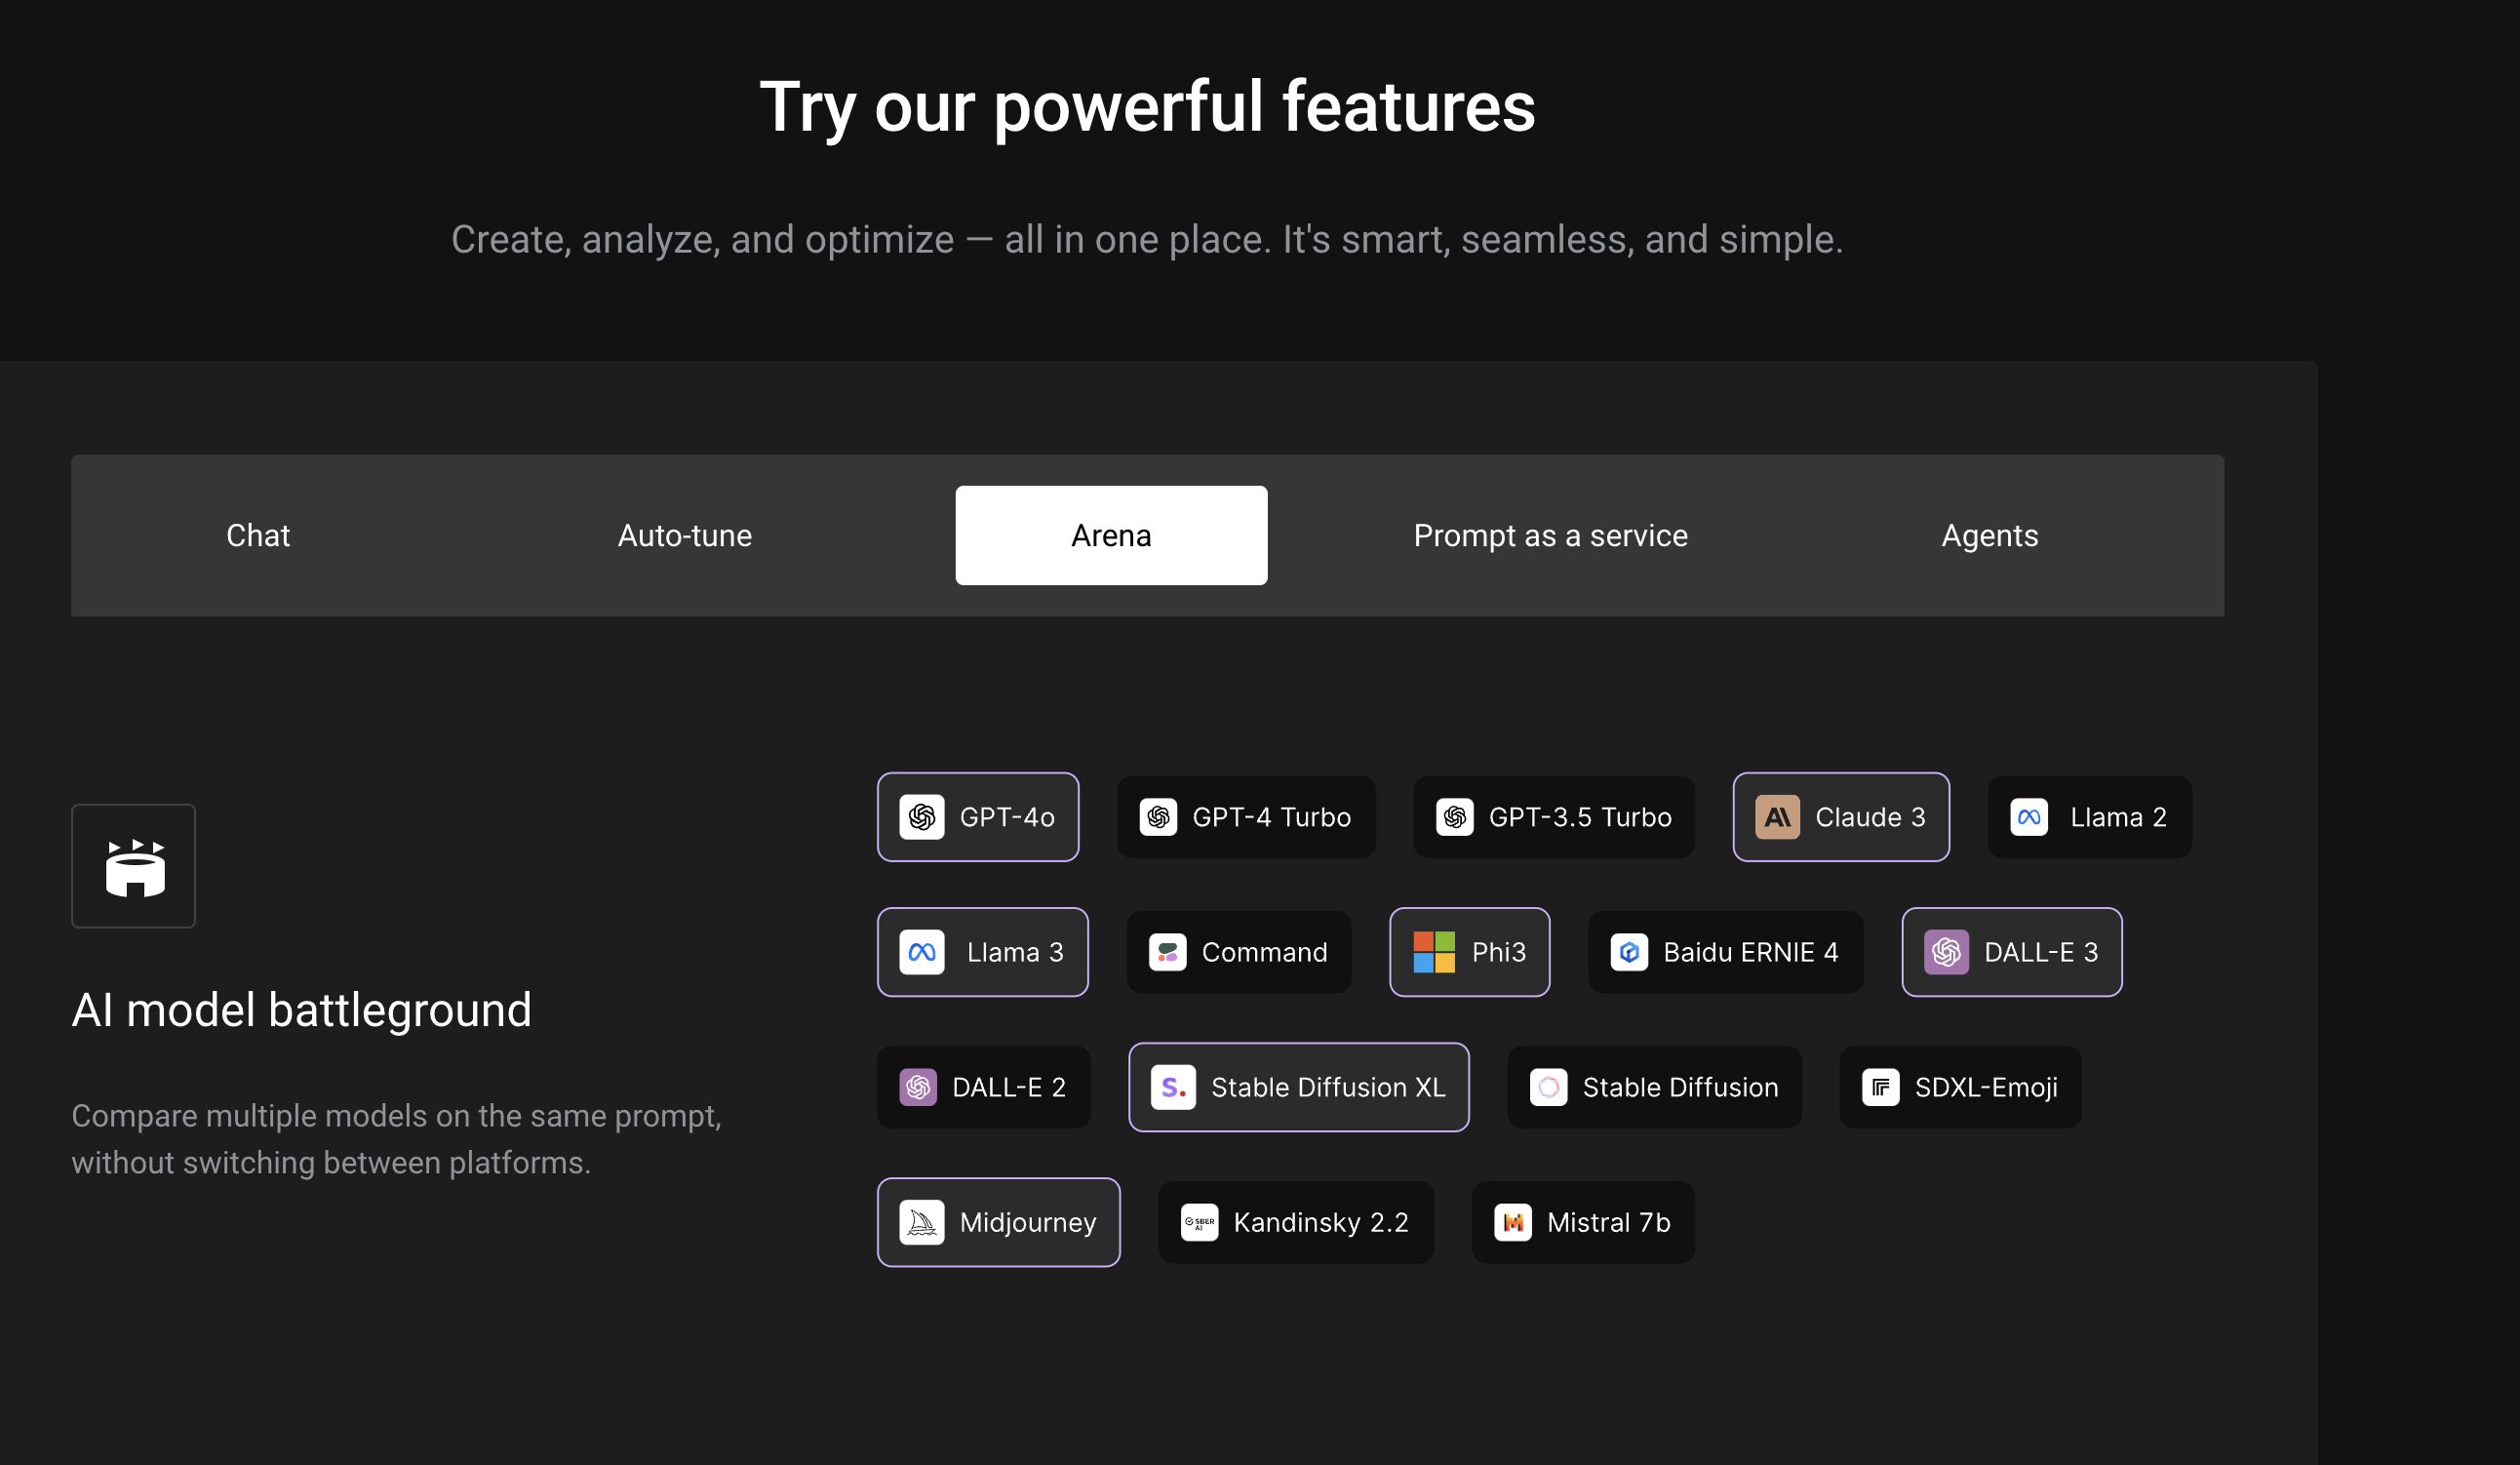 Try our powerful features
Create, analyze, and optimize — all in one place. It's smart, seamless, and simple.
Chat
Auto-tune
Arena
Prompt as a service
Agents
AI model battleground
Compare multiple models on the same prompt,
without switching between platforms.
GPT-4o
GPT-4 Turbo
GPT-3.5 Turbo
Claude 3
Llama 2
Llama 3
Command
Phi3
Baidu ERNIE 4
DALL-E 3
DALL-E 2
S. Stable Diffusion XL
Stable Diffusion
SDXL-Emoji
Midjourney
SBER
AI
Kandinsky 2.2
Mistral 7b